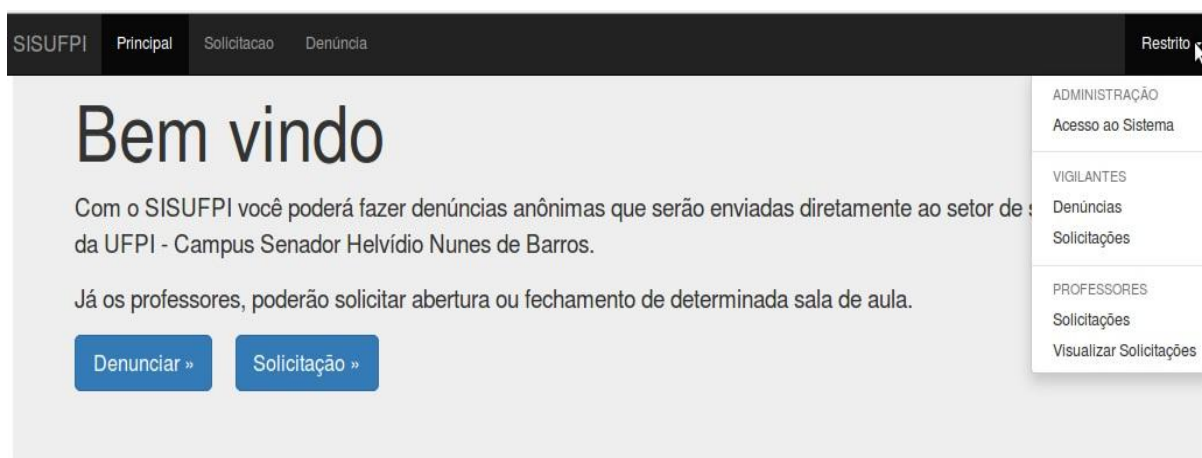 SISUFPI Principal Solicitacao Denúncia Restrito
Bem vindo
Com o SISUFPI você poderá fazer denúncias anônimas que serão enviadas diretamente ao setor de
da UFPI - Campus Senador Helvídio Nunes de Barros.
Já os professores, poderão solicitar abertura ou fechamento de determinada sala de aula.
Denunciar » Solicitação »
ADMINISTRAÇÃO
Acesso ao Sistema
VIGILANTES
Denúncias
Solicitações
PROFESSORES
Solicitações
Visualizar Solicitações